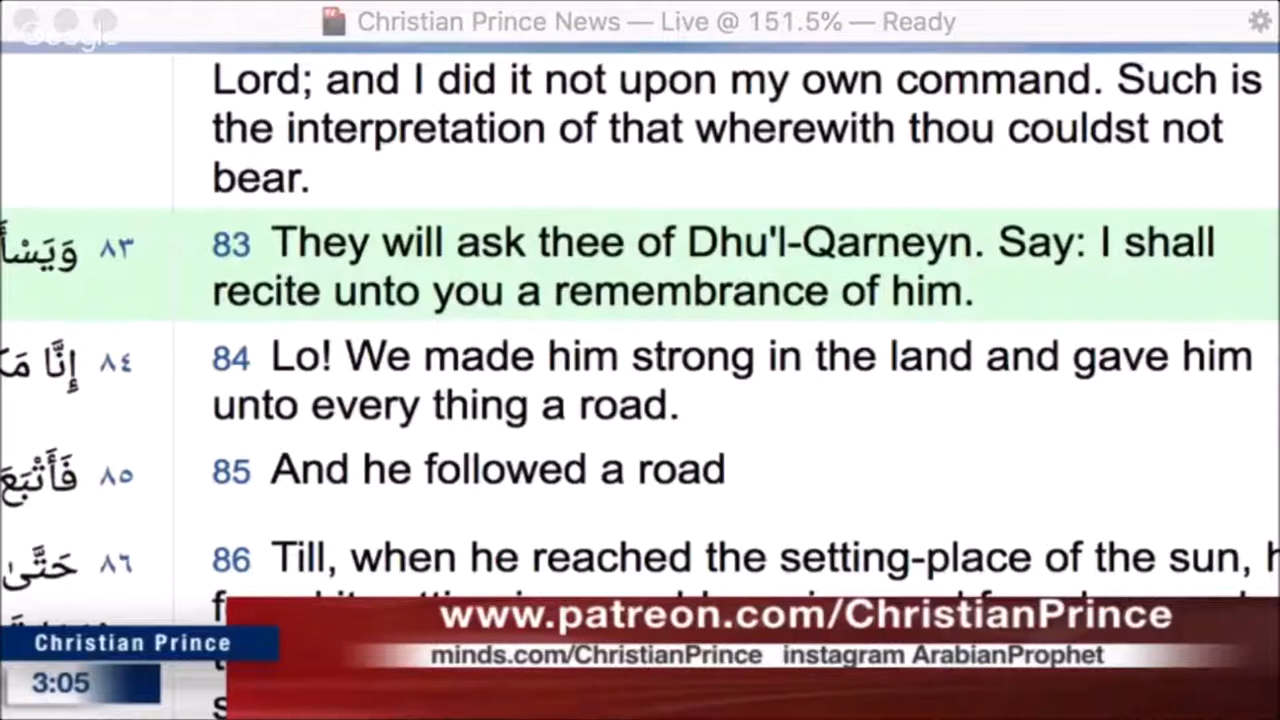 Christian Prince News — Live @ 151.5% — Ready
Google
Lord; and I did it not upon my own command. Such is
the interpretation of that wherewith thou couldst not
bear.
٨٣
83 They will ask thee of Dhu'l-Qarneyn. Say: I shall
recite unto you a remembrance of him.
إِنَّا ٨٤
84 Lo! We made him strong in the land and gave him
unto every thing a road.
٨٥
85 And he followed a road
حَتَّىٰ ٨٦
86 Till, when he reached the setting-place of the sun,
www.patreon.com/ChristianPrince
Christian Prince
minds.com/ChristianPrince instagram ArabianProphet
3:05